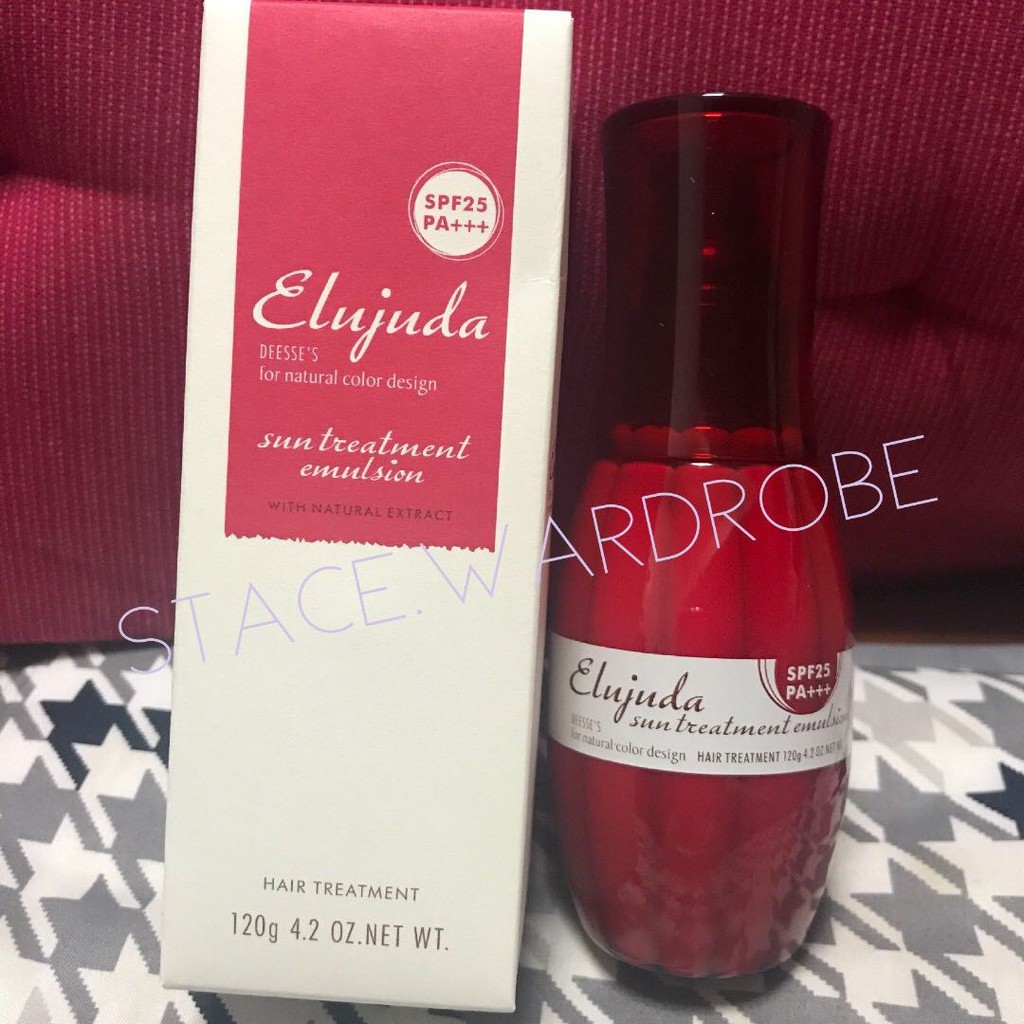 SPF25
PA+++
Elujuda
DEESSE'S
for natural color design
sun treatment
emulsion
WITH NATURAL EXTRACT
HAIR TREATMENT
120g 4.2 OZ.NET WT.
STACE.WARDROBE
SPF25
PA+++
Elujuda
sun treatment emulsion
DEESSE'S
for natural color design HAIR TREATMENT 120g 4.2 OZ.NET WT.